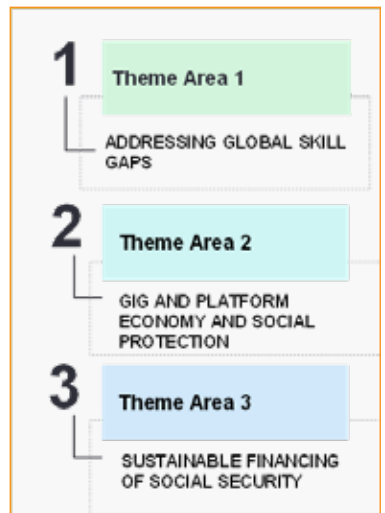 1
Theme Area 1
ADDRESSING GLOBAL SKILL
GAPS
2
Theme Area 2
GIG AND PLATFORM
ECONOMY AND SOCIAL
PROTECTION
3
Theme Area 3
SUSTAINABLE FINANCING
OF SOCIAL SECURITY